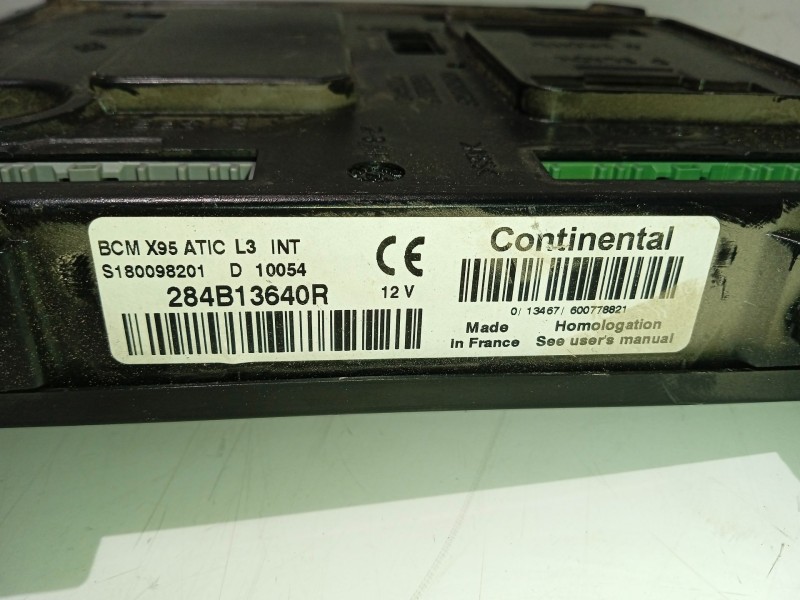 BCM X95 ATIC L3 INT
S180098201 D 10054
284B13640R 12 V
CE
Continental
0/ 13467/ 600778821
Made
in France
Homologation
See user's manual